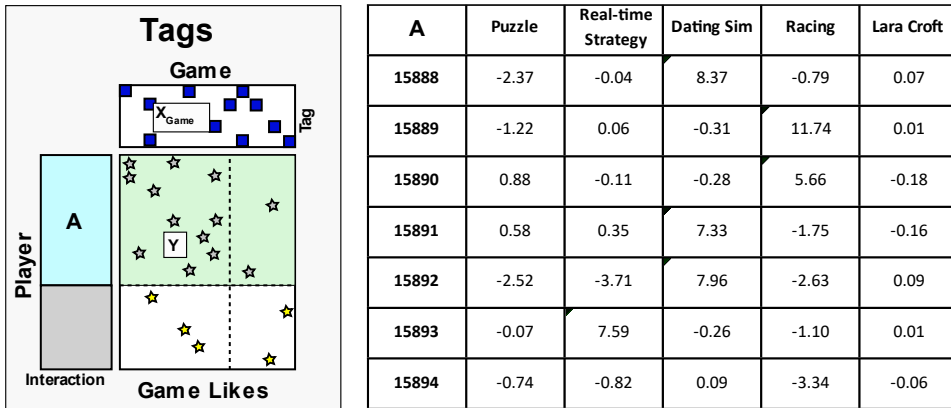 Tags
Game
X Game
Tag
Player
A
Y
Interaction
Game Likes
A Puzzle Real-time Strategy Dating Sim Racing Lara Croft
15888 -2.37 -0.04 8.37 -0.79 0.07
15889 -1.22 0.06 -0.31 11.74 0.01
15890 0.88 -0.11 -0.28 5.66 -0.18
15891 0.58 0.35 7.33 -1.75 -0.16
15892 -2.52 -3.71 7.96 -2.63 0.09
15893 -0.07 7.59 -0.26 -1.10 0.01
15894 -0.74 -0.82 0.09 -3.34 -0.06